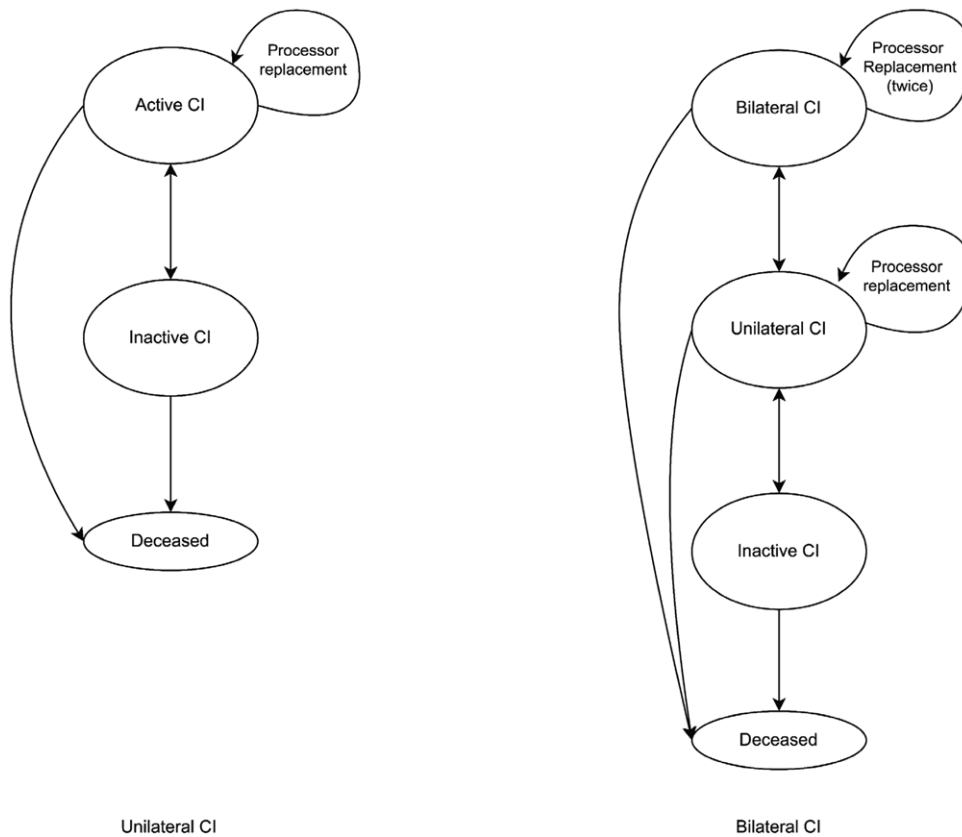 Processor
replacement
Active CI
Inactive CI
Deceased
Unilateral CI
Processor
Replacement
(twice)
Bilateral CI
Processor
replacement
Unilateral CI
Inactive CI
Deceased
Bilateral CI